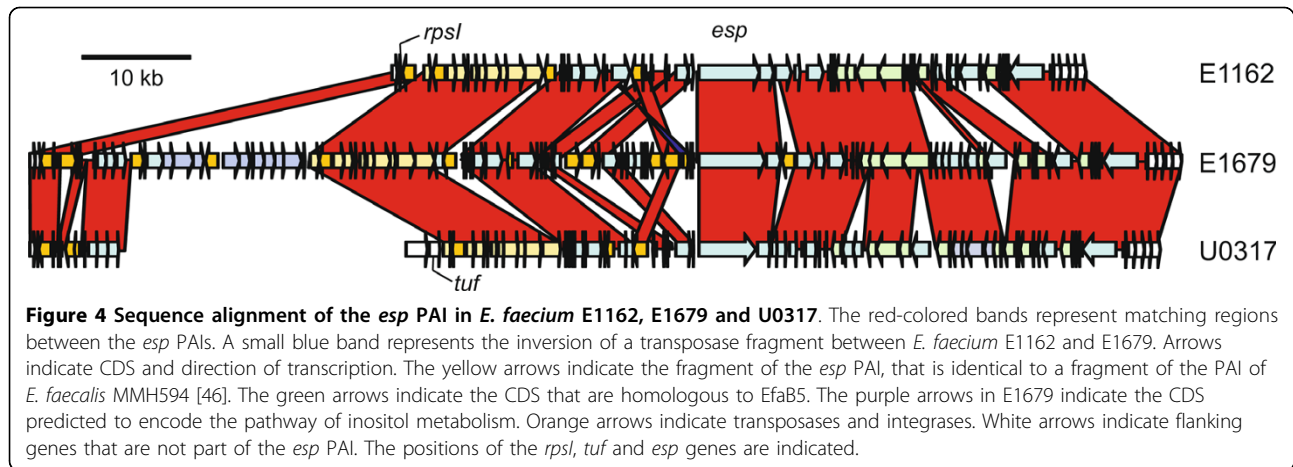 rpsI
esp
10 kb
E1162
E1679
U0317
tuf
Figure 4 Sequence alignment of the esp PAI in E. faecium E1162, E1679 and U0317. The red-colored bands represent matching regions
between the esp PAIs. A small blue band represents the inversion of a transposase fragment between E. faecium E1162 and E1679. Arrows
indicate CDS and direction of transcription. The yellow arrows indicate the fragment of the esp PAI, that is identical to a fragment of the PAI of
E. faecalis MMH594 [46]. The green arrows indicate the CDS that are homologous to EfaB5. The purple arrows in E1679 indicate the CDS
predicted to encode the pathway of inositol metabolism. Orange arrows indicate transposases and integrases. White arrows indicate flanking
genes that are not part of the esp PAI. The positions of the rpsI, tuf and esp genes are indicated.